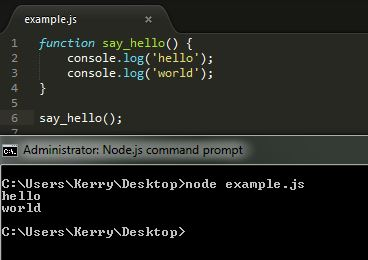 example.js
1 function say_hello() {
2     console.log('hello');
3     console.log('world');
4 }
5
6 say_hello();
7
C:\. Administrator: Node.js command prompt
C:\Users\Kerry\Desktop>node example.js
hello
world
C:\Users\Kerry\Desktop>